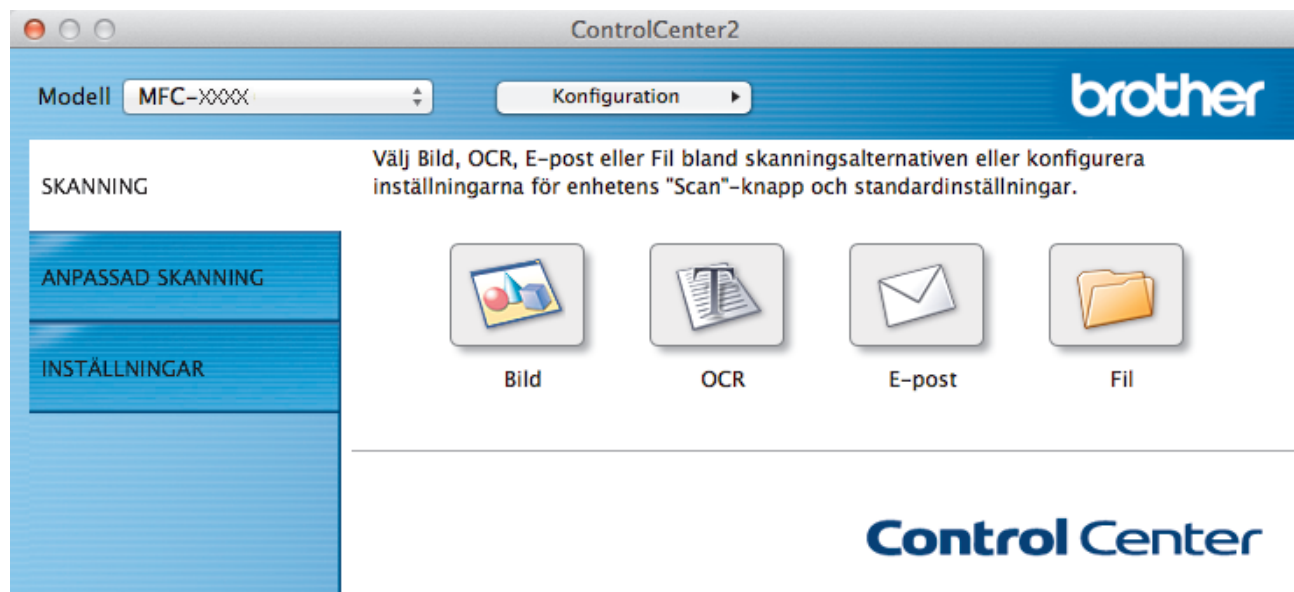 ControlCenter2
Modell MFC-XXXX Konfiguration
brother
SKANNING
ANPASSAD SKANNING
INSTÄLLNINGAR
Välj Bild, OCR, E-post eller Fil bland skanningsalternativen eller konfigurera
inställningarna för enhetens "Scan"-knapp och standardinställningar.
Bild OCR E-post Fil
Control Center